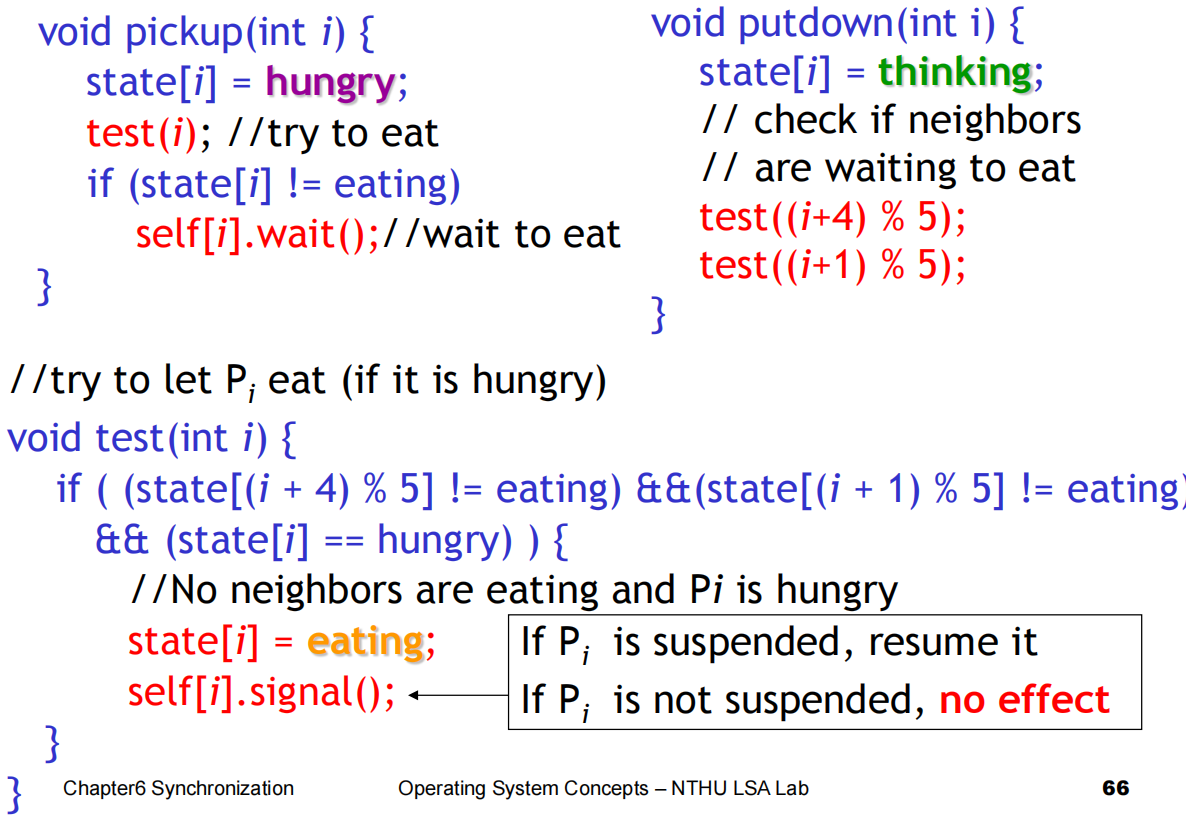 void pickup(int i) {
state[i] = hungry;
test(i); //try to eat
if (state[i] != eating)
self[i].wait();//wait to eat
}
void putdown(int i) {
state[i] = thinking;
// check if neighbors
// are waiting to eat
test((i+4) % 5);
test((i+1) % 5);
}
//try to let Pi eat (if it is hungry)
void test(int i) {
if ( (state[(i + 4) % 5] != eating) &&(state[(i + 1) % 5] != eating)
&& (state[i] == hungry) ) {
//No neighbors are eating and Pi is hungry
state[i] = eating;
self[i].signal();
If Pi is suspended, resume it
If Pi is not suspended, no effect
}
}
Chapter6 Synchronization
Operating System Concepts – NTHU LSA Lab
66